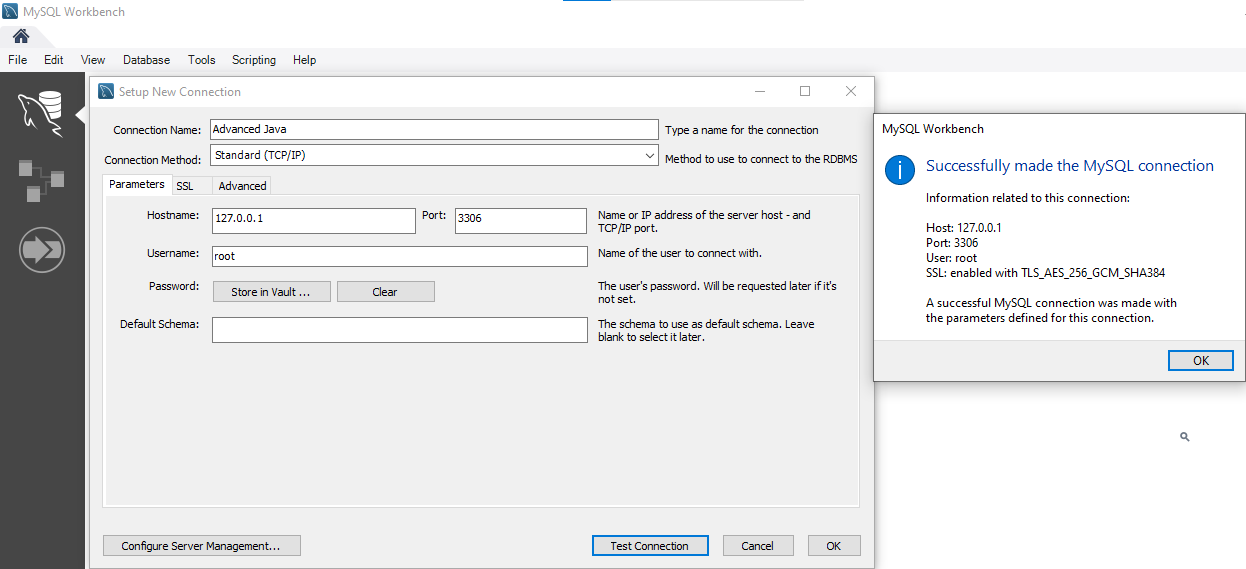 MySQL Workbench
File Edit View Database Tools Scripting Help
Setup New Connection
Connection Name: Advanced Java Type a name for the connection
Connection Method: Standard (TCP/IP) Method to use to connect to the RDBMS
Parameters SSL Advanced
Hostname: 127.0.0.1 Port: 3306 Name or IP address of the server host - and
TCP/IP port.
Username: root Name of the user to connect with.
Password: Store in Vault ... Clear The user's password. Will be requested later if it's
not set.
Default Schema: The schema to use as default schema. Leave
blank to select it later.
Configure Server Management... Test Connection Cancel OK
MySQL Workbench
Successfully made the MySQL connection
Information related to this connection:
Host: 127.0.0.1
Port: 3306
User: root
SSL: enabled with TLS_AES_256_GCM_SHA384
A successful MySQL connection was made with
the parameters defined for this connection.
OK